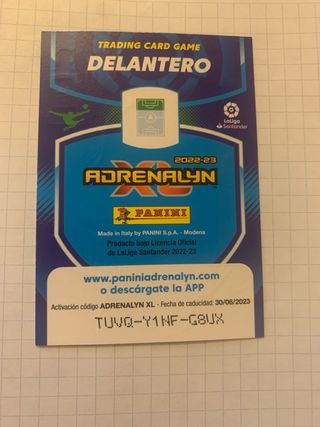 TRADING CARD GAME
DELANTERO
LaLiga
Santander
2022-23
ADRENALYN
XL
PANINI
Made in Italy by PANINI S.p.A. - Modena
Producto bajo Licencia Oficial
de LaLiga Santander 2022-23
www.paniniadrenalyn.com
o descárgate la APP
Activación código ADRENALYN XL - Fecha de caducidad: 30/06/2023
TUVQ-Y1NF-G8UX